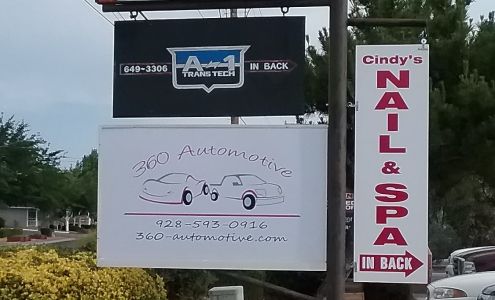 A-1
TRANS TECH
649-3306
IN BACK
360 Automotive
928-593-0916
360-automotive.com
Cindy's
NAIL & SPA
IN BACK